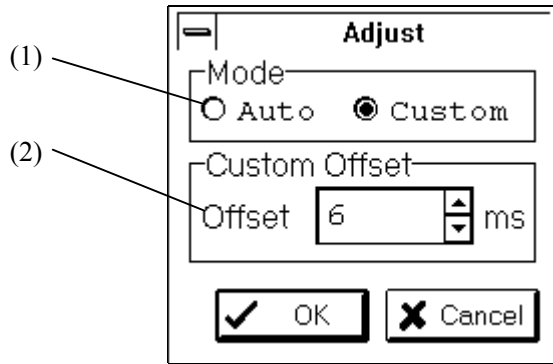 Adjust
(1)
Mode
Auto Custom
(2)
Custom Offset
Offset 6 ms
OK Cancel